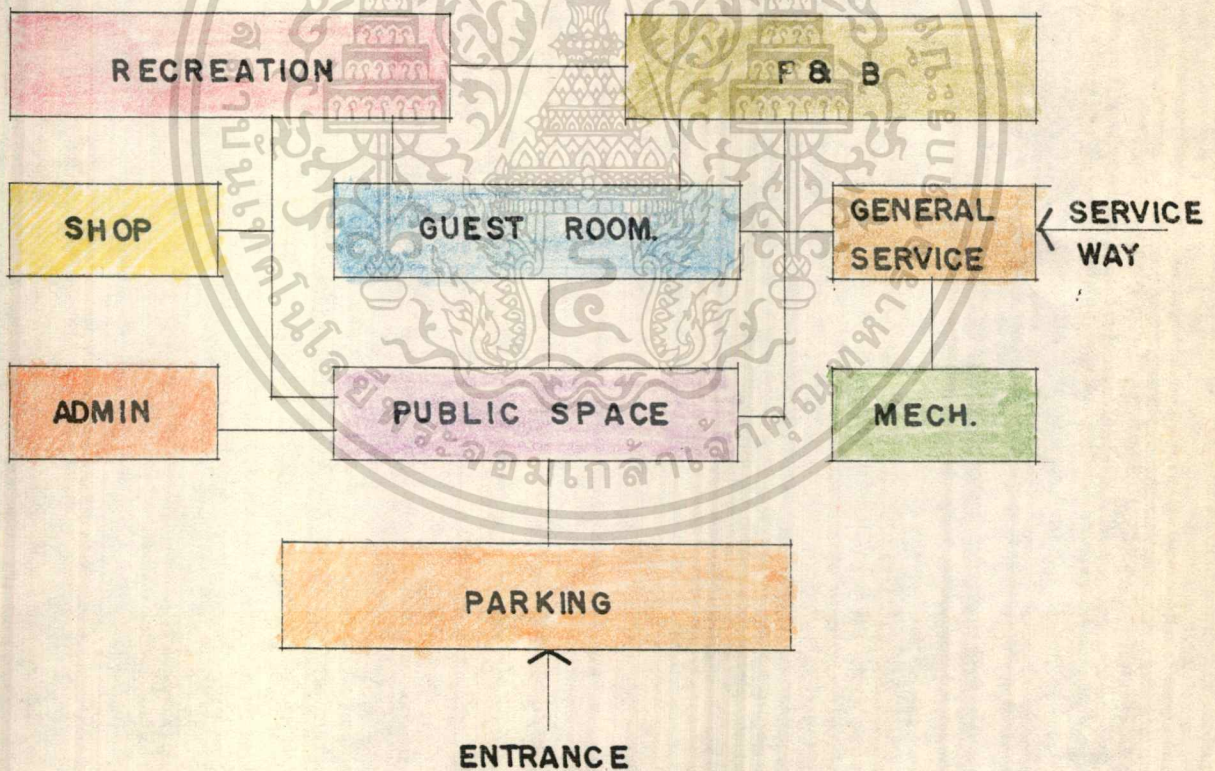 RECREATION
F & B
SHOP
GUEST ROOM.
GENERAL
SERVICE
SERVICE
WAY
ADMIN
PUBLIC SPACE
MECH.
PARKING
ENTRANCE